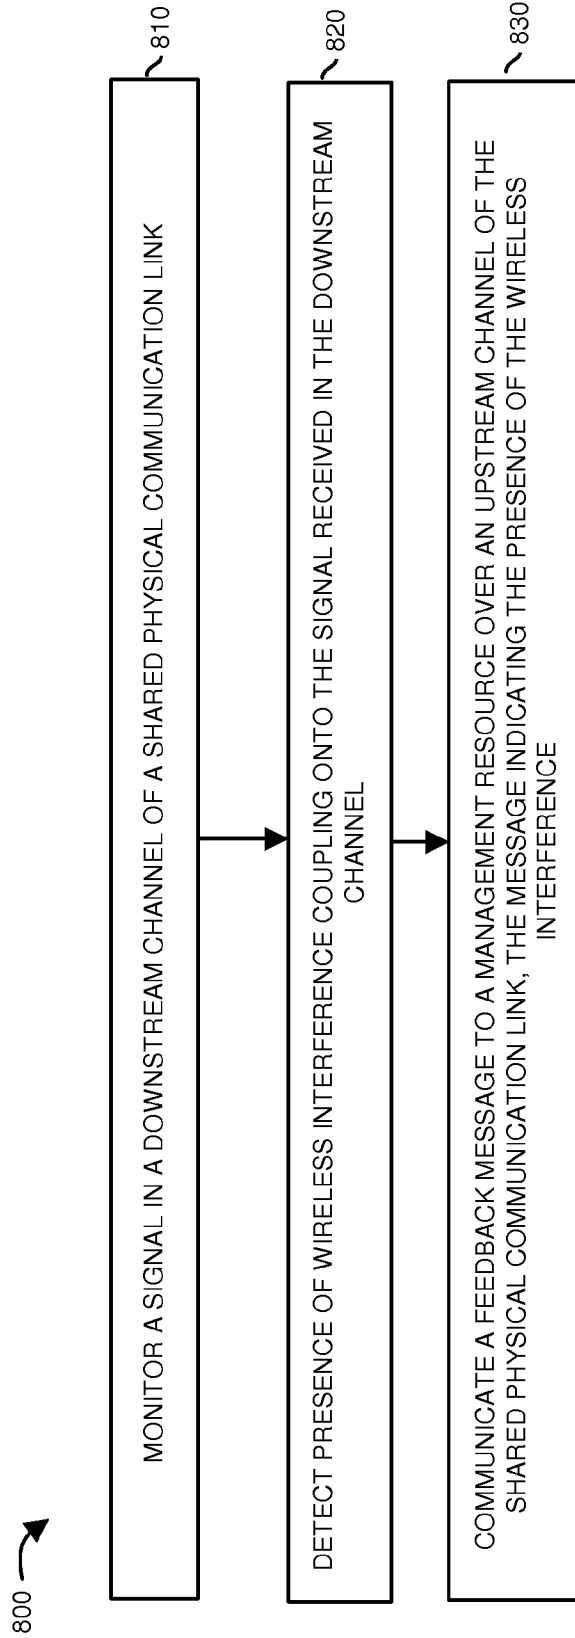 800
810
MONITOR A SIGNAL IN A DOWNSTREAM CHANNEL OF A SHARED PHYSICAL COMMUNICATION LINK
820
DETECT PRESENCE OF WIRELESS INTERFERENCE COUPLING ONTO THE SIGNAL RECEIVED IN THE DOWNSTREAM
CHANNEL
830
COMMUNICATE A FEEDBACK MESSAGE TO A MANAGEMENT RESOURCE OVER AN UPSTREAM CHANNEL OF THE
SHARED PHYSICAL COMMUNICATION LINK, THE MESSAGE INDICATING THE PRESENCE OF THE WIRELESS
INTERFERENCE